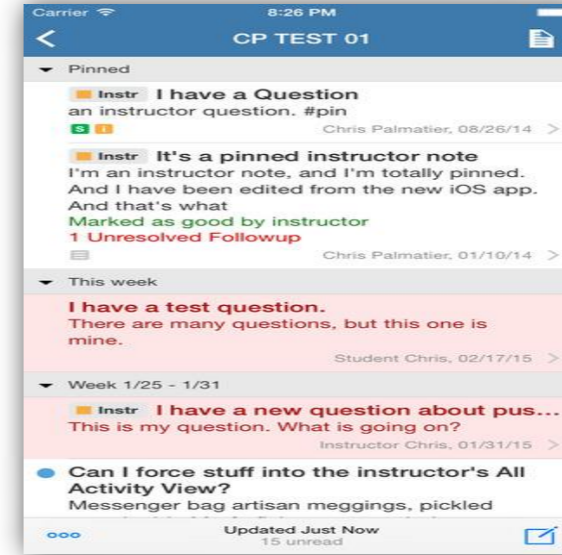 Carrier 8:26 PM
CP TEST 01
Pinned
Instr I have a Question
an instructor question. #pin
S i Chris Palmatier, 08/26/14
Instr It's a pinned instructor note
I'm an instructor note, and I'm totally pinned.
And I have been edited from the new iOS app.
And that's what
Marked as good by instructor
1 Unresolved Followup
Chris Palmatier, 01/10/14
This week
I have a test question.
There are many questions, but this one is
mine.
Student Chris, 02/17/15
Week 1/25 - 1/31
Instr I have a new question about pus...
This is my question. What is going on?
Instructor Chris, 01/31/15
Can I force stuff into the instructor's All
Activity View?
Messenger bag artisan meggings, pickled
Updated Just Now
15 unread